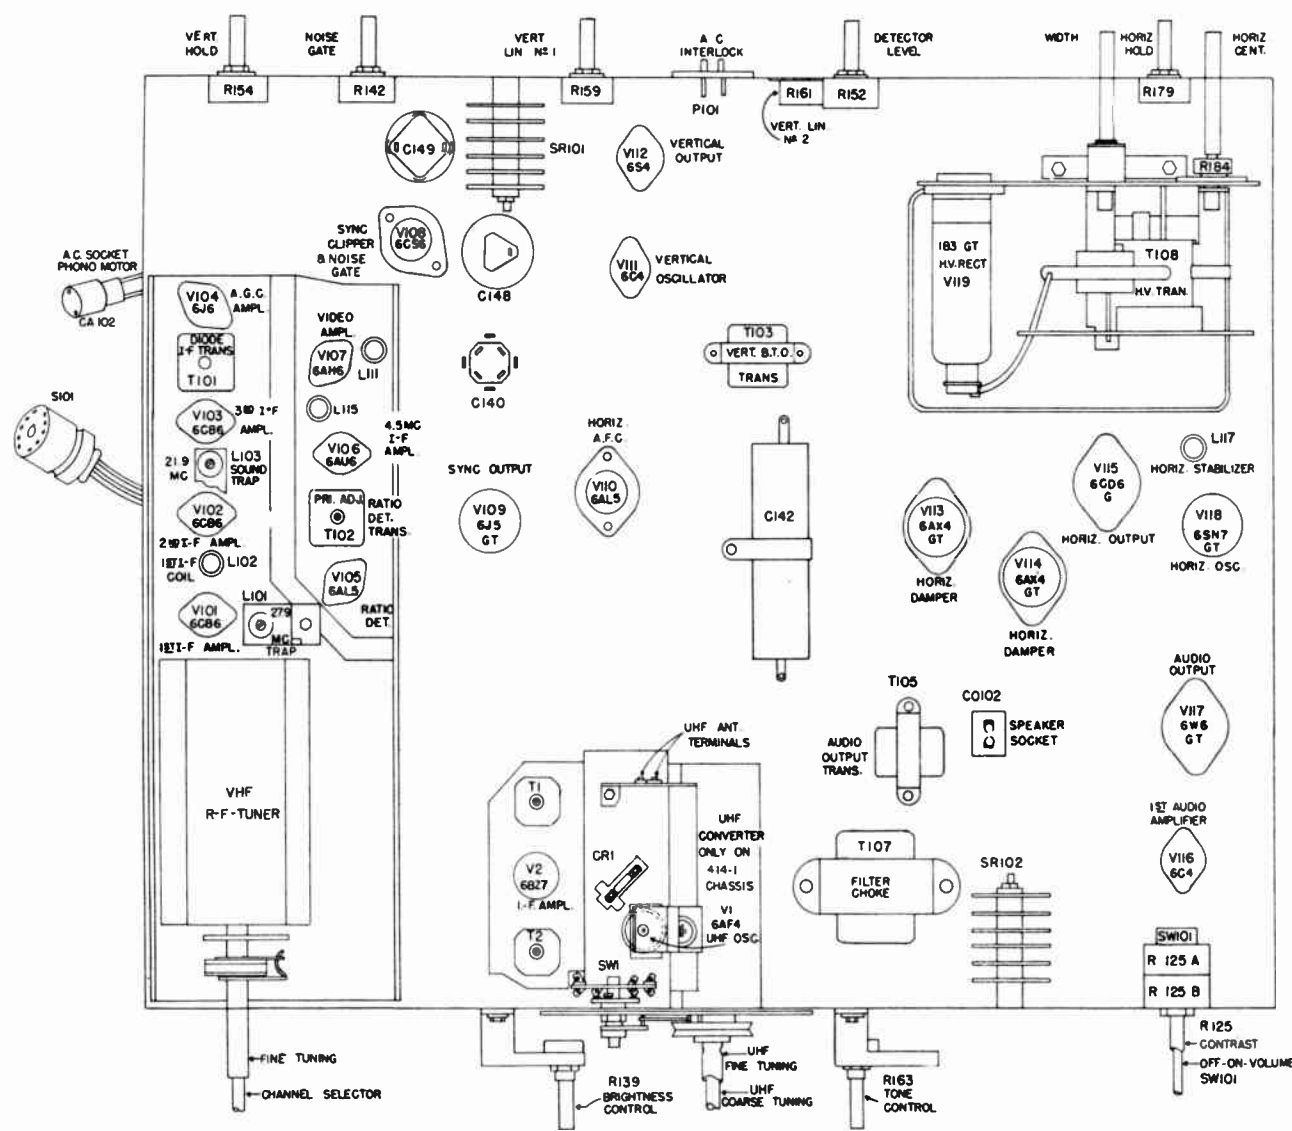 VERT.
HOLD
NOISE
GATE
VERT
LIN Nº 1
A C
INTERLOCK
DETECTOR
LEVEL
WIDTH
HORIZ
HOLD
HORIZ
CENT.
R154
R142
R159
P101
R161
R152
R179
VERT. LIN
Nº 2
C149
SR101
V112
6S4
VERTICAL
OUTPUT
R184
V108
6CS6
SYNC
CLIPPER
& NOISE
GATE
C148
V111
6C4
VERTICAL
OSCILLATOR
1B3 GT
H.V.RECT
V119
T108
H.V TRAN.
A.C. SOCKET
PHONO MOTOR
CA 102
V104
6J6
A.G.C.
AMPL.
DIODE
I-F TRANS
T101
VIDEO
AMPL.
V107
6AH6
L111
L115
C140
T103
VERT. B.T.O.
TRANS
S101
V103
6CB6
3RD I-F
AMPL.
4.5MC
I-F
AMPL.
V106
6AU6
21.9
MC
L103
SOUND
TRAP
V102
6CB6
2ND I-F AMPL.
PRI. ADJ.
T102
RATIO
DET.
TRANS.
SYNC OUTPUT
V109
6J5
GT
HORIZ
A.F.C.
V110
6AL5
C142
V113
6AX4
GT
HORIZ.
DAMPER
V114
6AX4
GT
HORIZ.
DAMPER
V115
6CD6
G
HORIZ. OUTPUT
L117
HORIZ. STABILIZER
V118
6SN7
GT
HORIZ. OSC.
1ST I-F
COIL
L102
V105
6AL5
RATIO
DET.
V101
6CB6
1ST I-F AMPL.
L101
27.9
MC
TRAP
VHF
R-F-TUNER
UHF ANT.
TERMINALS
T1
V2
6BZ7
I-F AMPL.
T2
CR1
SW1
UHF
CONVERTER
ONLY ON
414-1
CHASSIS
V1
6AF4
UHF OSC.
T105
AUDIO
OUTPUT
TRANS.
CO102
SPEAKER
SOCKET
AUDIO
OUTPUT
V117
6W6
GT
T107
FILTER
CHOKE
SR102
1ST AUDIO
AMPLIFIER
V116
6C4
SW101
R 125 A
R 125 B
R 125
CONTRAST
OFF-ON-VOLUME
SW101
FINE TUNING
CHANNEL SELECTOR
R139
BRIGHTNESS
CONTROL
UHF
FINE TUNING
UHF
COARSE TUNING
R163
TONE
CONTROL